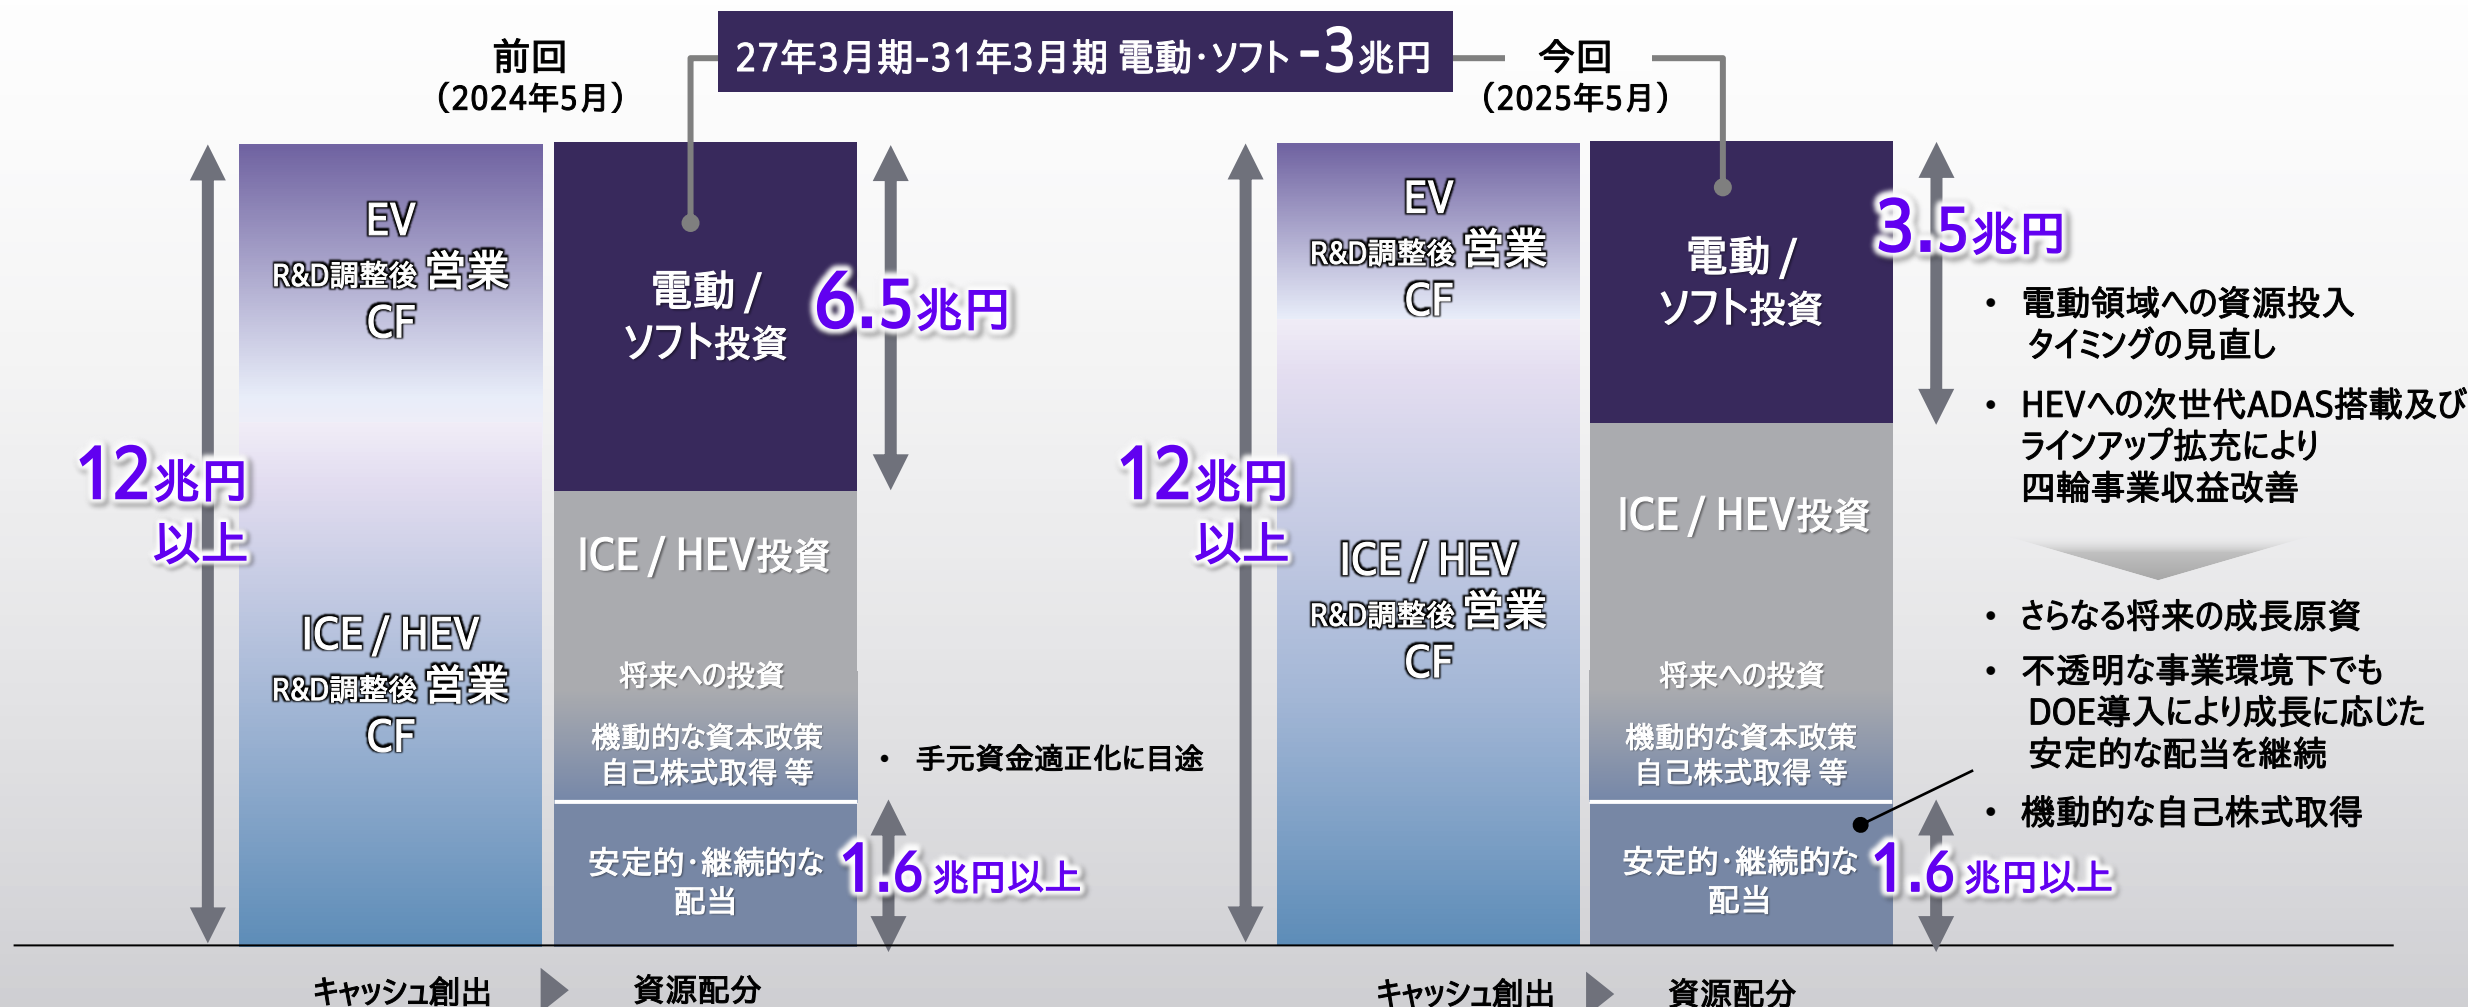 27年3月期-31年3月期 電動・ソフト -3兆円
前回
（2024年5月）
EV
R&D調整後 営業
CF
ICE / HEV
R&D調整後 営業
CF
12兆円
以上
電動 /
ソフト投資
6.5兆円
ICE / HEV投資
将来への投資
機動的な資本政策
自己株式取得 等
• 手元資金適正化に目途
安定的・継続的な
配当
1.6兆円以上
キャッシュ創出
資源配分
今回
（2025年5月）
EV
R&D調整後 営業
CF
ICE / HEV
R&D調整後 営業
CF
12兆円
以上
電動 /
ソフト投資
3.5兆円
ICE / HEV投資
将来への投資
機動的な資本政策
自己株式取得 等
安定的・継続的な
配当
1.6兆円以上
• 電動領域への資源投入
タイミングの見直し
• HEVへの次世代ADAS搭載及び
ラインアップ拡充により
四輪事業収益改善
• さらなる将来の成長原資
• 不透明な事業環境下でも
DOE導入により成長に応じた
安定的な配当を継続
• 機動的な自己株式取得
キャッシュ創出
資源配分